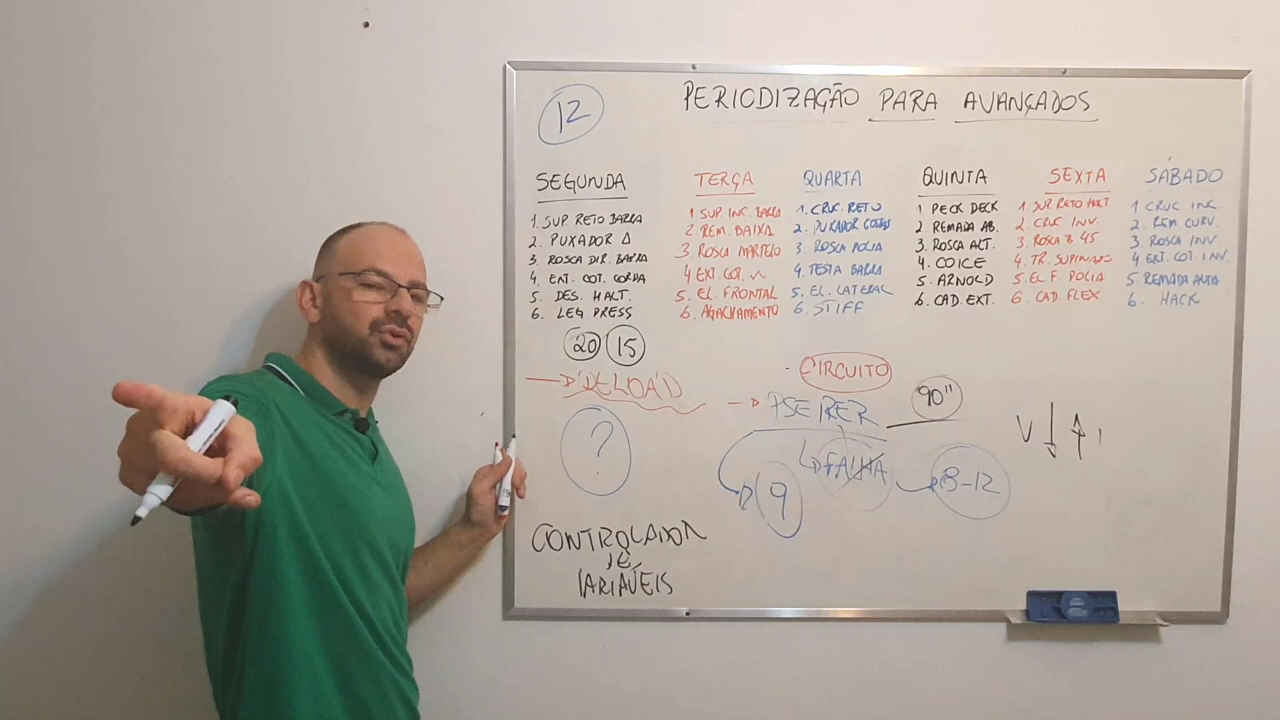 12
PERIODIZAÇÃO PARA AVANÇADOS
SEGUNDA
1. SUP. RETO BARRA
2. PUXADOR Δ
3. ROSCA DIR. BARRA
4. EXT. COT. CORDA
5. DES. HALT.
6. LEG PRESS
TERÇA
1 SUP. INC. BARRA
2. REM. BAIXA
3. ROSCA MARTELO
4 EXT. COT. V
5. EL. FRONTAL
6. AGACHAMENTO
QUARTA
1. CRUC. RETO
2. PUXADOR COSTAS
3. ROSCA POLIA
4. TESTA BARRA
5. EL. LATERAL
6. STIFF
QUINTA
1 PECK DECK
2. REMADA AB.
3. ROSCA ALT.
4. COICE
5. ARNOLD
6. CAD. EXT.
SEXTA
1. SUP RETO HALT.
2. CRUC INV.
3. ROSCA B 45
4. TR. SUPINADO
5. EL F. POLIA
6. CAD. FLEX
SÁBADO
1 CRUC INC.
2. REM CURV.
3. ROSCA INV.
4. EXT. COT. INV.
5 REMADA ALTA
6. HACK
20 15
DELOAD
?
CONTROLADOR
DE
VARIÁVEIS
- CIRCUITO
PSE RER
90"
FALHA
9
8-12
V ↓ ↑ I